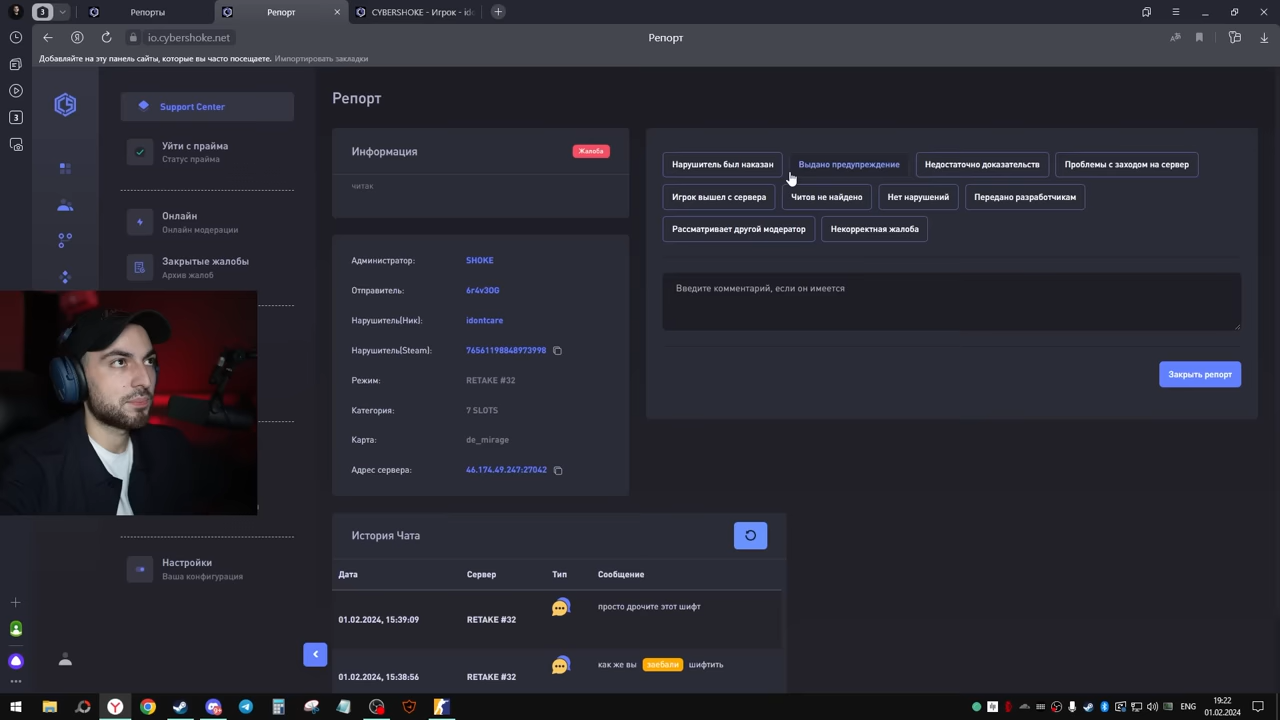 3
Репорты
Репорт
CYBERSHOKE - Игрок - ido
io.cybershoke.net
Репорт
Добавляйте на эту панель сайты, которые вы часто посещаете. Импортировать закладки
3
Support Center
Уйти с прайма
Статус прайма
Онлайн
Онлайн модерации
Закрытые жалобы
Архив жалоб
Настройки
Ваша конфигурация
Репорт
Информация
Жалоба
читак
Администратор: SHOKE
Отправитель: 6r4v3OG
Нарушитель(Ник): idontcare
Нарушитель(Steam): 76561198848973998
Режим: RETAKE #32
Категория: 7 SLOTS
Карта: de_mirage
Адрес сервера: 46.174.49.247:27042
Нарушитель был наказан Выдано предупреждение Недостаточно доказательств Проблемы с заходом на сервер
Игрок вышел с сервера Читов не найдено Нет нарушений Передано разработчикам
Рассматривает другой модератор Некорректная жалоба
Введите комментарий, если он имеется
Закрыть репорт
История Чата
Дата Сервер Тип Сообщение
01.02.2024, 15:39:09 RETAKE #32 просто дрочите этот шифт
01.02.2024, 15:38:56 RETAKE #32 как же вы заебали шифтить
ENG
19:22
01.02.2024